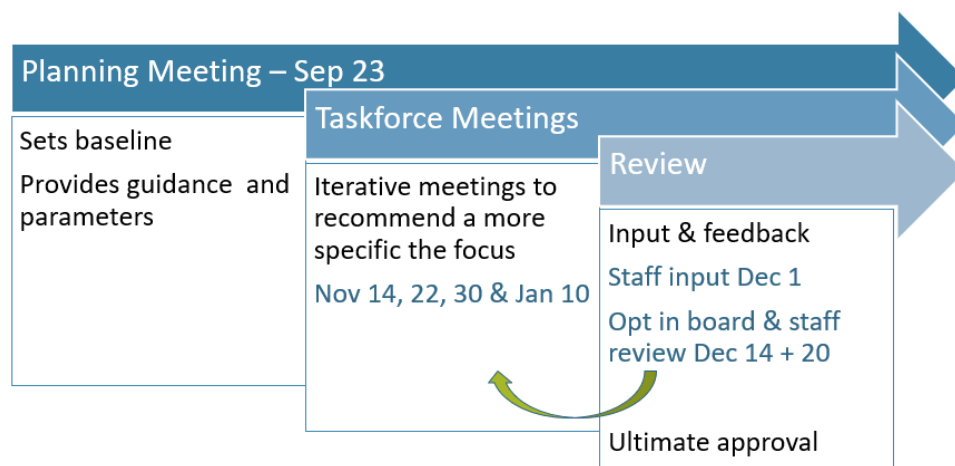 Planning Meeting – Sep 23
Sets baseline
Provides guidance and
parameters
Taskforce Meetings
Iterative meetings to
recommend a more
specific the focus
Nov 14, 22, 30 & Jan 10
Review
Input & feedback
Staff input Dec 1
Opt in board & staff
review Dec 14 + 20
Ultimate approval